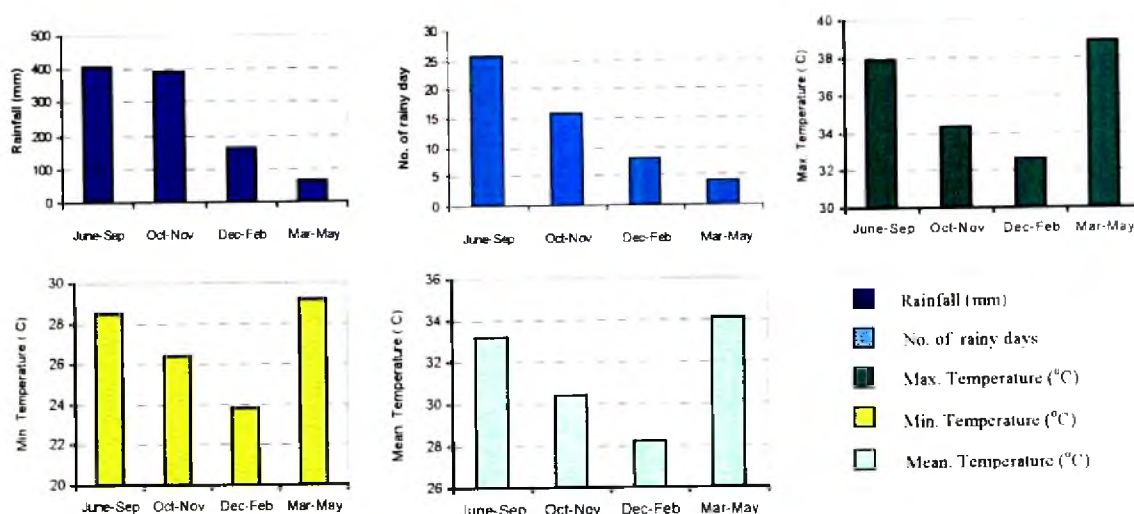 Rainfall (mm)
500
400
300
200
100
0
June-Sep Oct-Nov Dec-Feb Mar-May
No. of rainy day
30
25
20
15
10
5
0
June-Sep Oct-Nov Dec-Feb Mar-May
Max. Temperature ( C)
40
38
36
34
32
30
June-Sep Oct-Nov Dec-Feb Mar-May
Min. Temperature ( C)
30
28
26
24
22
20
June-Sep Oct-Nov Dec-Feb Mar-May
Mean. Temperature ( C)
36
34
32
30
28
26
June-Sep Oct-Nov Dec-Feb Mar-May
Rainfall (mm)
No. of rainy days
Max. Temperature (°C)
Min. Temperature (°C)
Mean. Temperature (°C)